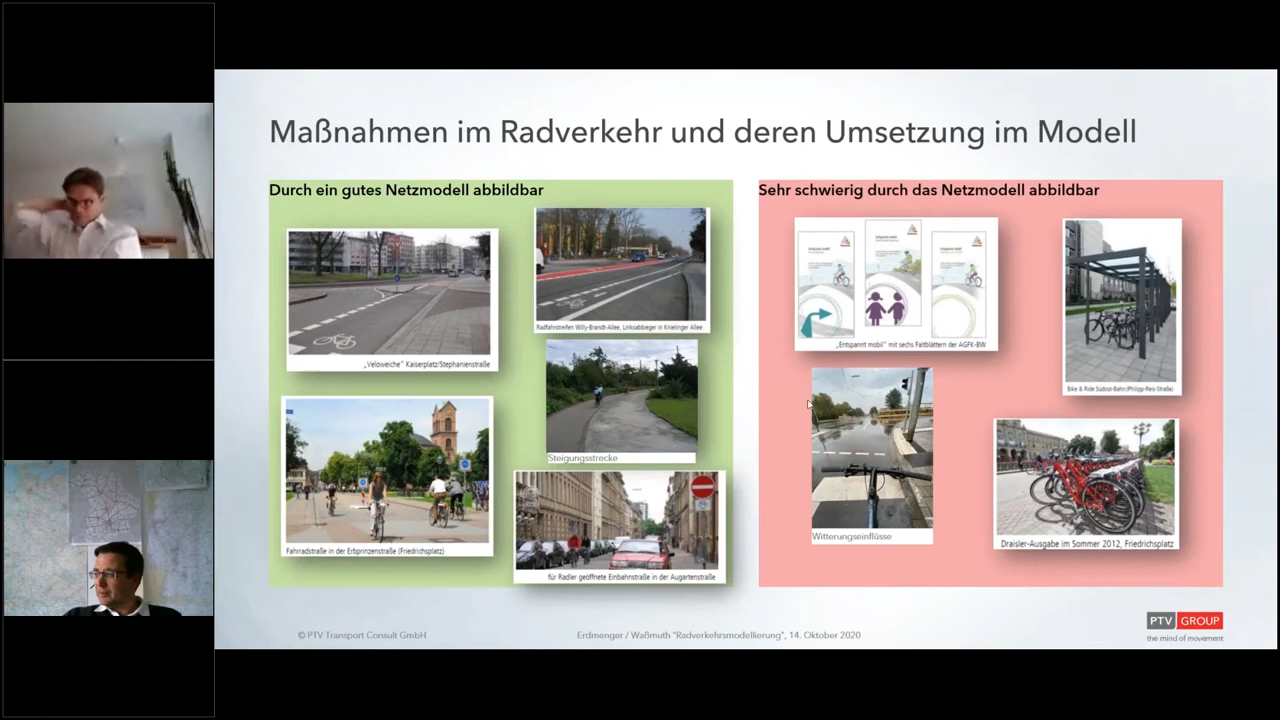 Maßnahmen im Radverkehr und deren Umsetzung im Modell
Durch ein gutes Netzmodell abbildbar
„Veloweiche" Kaiserplatz/Stephanienstraße
Radfahrstreifen Willy-Brandt-Allee, Linksabbieger in Knielinger Allee
Steigungsstrecke
Fahrradstraße in der Erbprinzenstraße (Friedrichsplatz)
für Radler geöffnete Einbahnstraße in der Augartenstraße
Sehr schwierig durch das Netzmodell abbildbar
„Entspannt mobil" mit sechs Faltblättern der AGFK-BW
Bike & Ride Südost-Bahn (Philipp-Reis-Straße)
Witterungseinflüsse
Draisler-Ausgabe im Sommer 2012, Friedrichsplatz
© PTV Transport Consult GmbH
Erdmenger / Waßmuth "Radverkehrsmodellierung", 14. Oktober 2020
PTV GROUP
the mind of movement